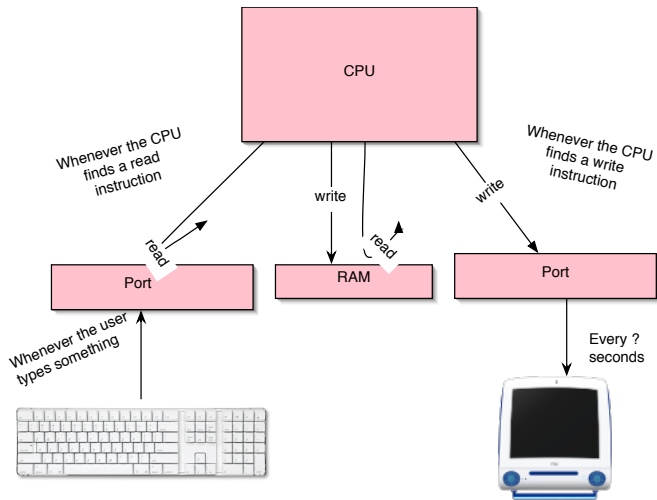 CPU
Whenever the CPU
finds a read
instruction
Whenever the CPU
finds a write
instruction
write
write
read
read
Port
RAM
Port
Whenever the user
types something
Every ?
seconds